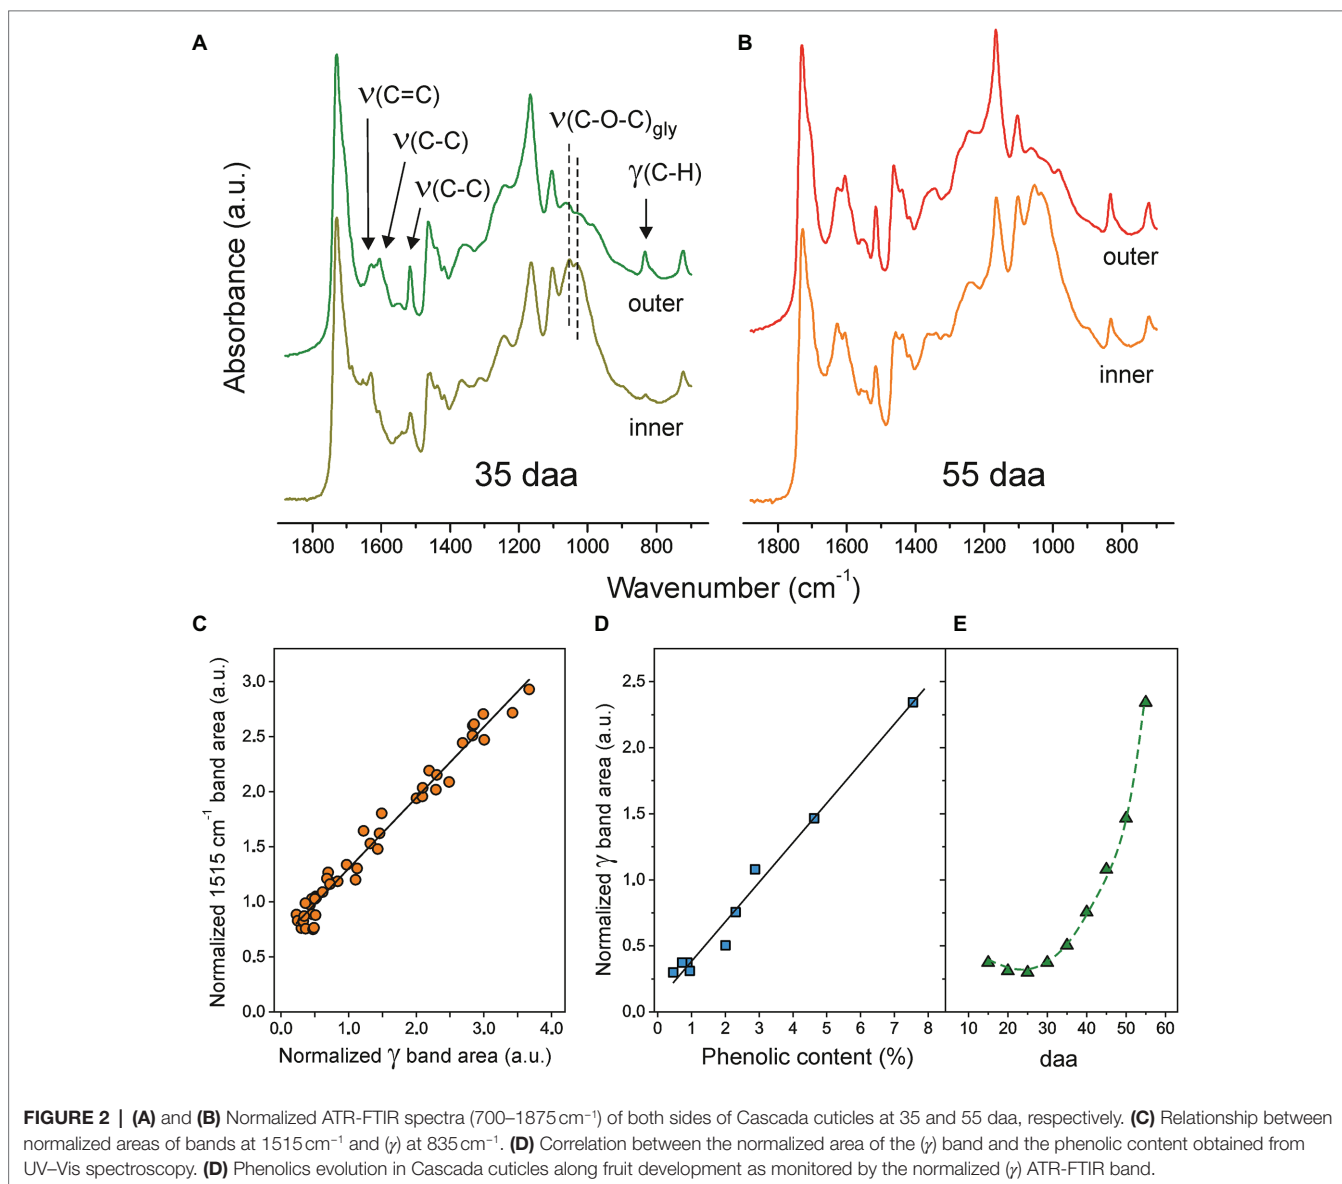 A
B
ν(C=C)
ν(C-C)
ν(C-C)
ν(C-O-C)gly
γ(C-H)
Absorbance (a.u.)
outer
inner
35 daa
outer
inner
55 daa
1800 1600 1400 1200 1000 800
1800 1600 1400 1200 1000 800
Wavenumber (cm⁻¹)
C
D
E
Normalized 1515 cm⁻¹ band area (a.u.)
3.0
2.5
2.0
1.5
1.0
0.5
0.0
0.0 1.0 2.0 3.0 4.0
Normalized γ band area (a.u.)
Normalized γ band area (a.u.)
2.5
2.0
1.5
1.0
0.5
0.0
0 1 2 3 4 5 6 7 8
Phenolic content (%)
10 20 30 40 50 60
daa
FIGURE 2 | (A) and (B) Normalized ATR-FTIR spectra (700–1875 cm⁻¹) of both sides of Cascada cuticles at 35 and 55 daa, respectively. (C) Relationship between
normalized areas of bands at 1515 cm⁻¹ and (γ) at 835 cm⁻¹. (D) Correlation between the normalized area of the (γ) band and the phenolic content obtained from
UV–Vis spectroscopy. (D) Phenolics evolution in Cascada cuticles along fruit development as monitored by the normalized (γ) ATR-FTIR band.